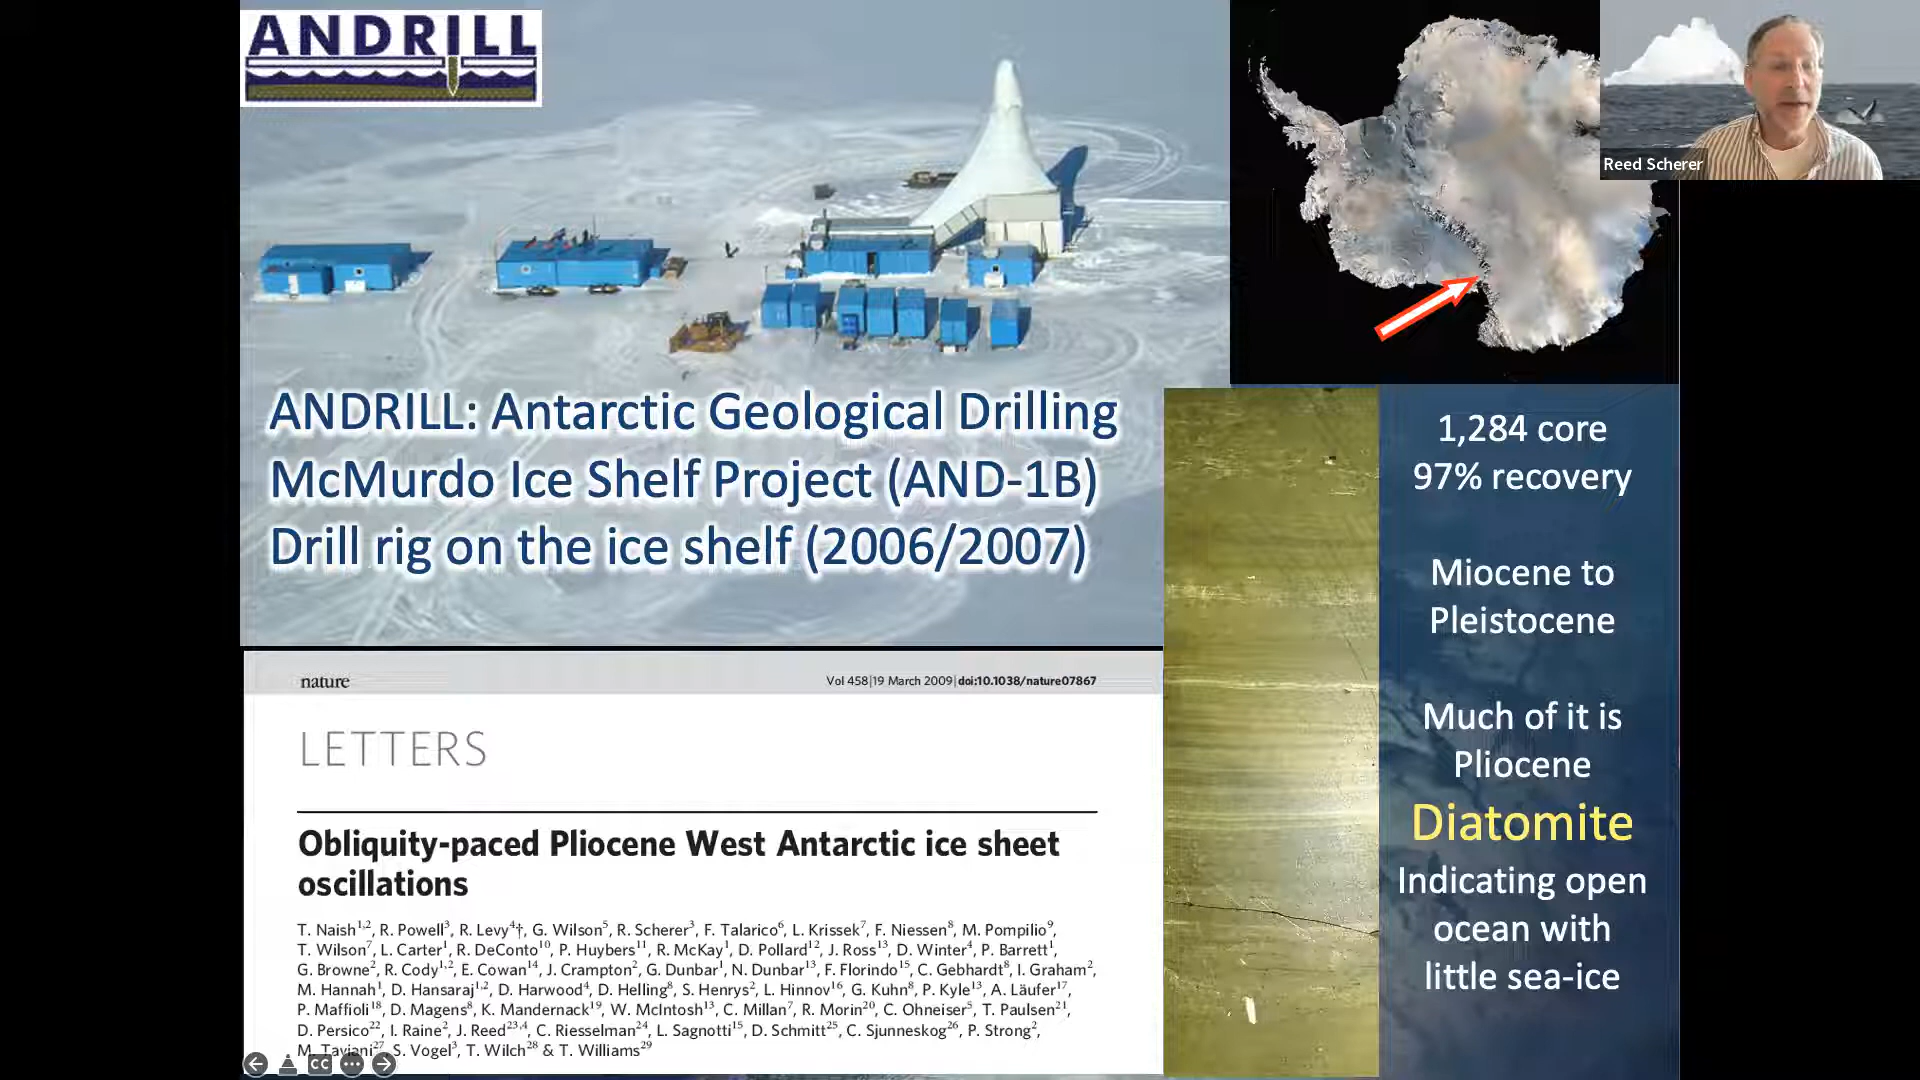 ANDRILL
Reed Scherer
ANDRILL: Antarctic Geological Drilling
McMurdo Ice Shelf Project (AND-1B)
Drill rig on the ice shelf (2006/2007)
1,284 core
97% recovery
Miocene to
Pleistocene
Much of it is
Pliocene
Diatomite
Indicating open
ocean with
little sea-ice
nature
Vol 458|19 March 2009|doi:10.1038/nature07867
LETTERS
Obliquity-paced Pliocene West Antarctic ice sheet
oscillations
T. Naish1,2, R. Powell3, R. Levy4†, G. Wilson5, R. Scherer3, F. Talarico6, L. Krissek7, F. Niessen8, M. Pompilio9,
T. Wilson7, L. Carter1, R. DeConto10, P. Huybers11, R. McKay1, D. Pollard12, J. Ross13, D. Winter4, P. Barrett1,
G. Browne2, R. Cody1,2, E. Cowan14, J. Crampton2, G. Dunbar1, N. Dunbar13, F. Florindo15, C. Gebhardt8, I. Graham2,
M. Hannah1, D. Hansaraj1,2, D. Harwood4, D. Helling8, S. Henrys2, L. Hinnov16, G. Kuhn8, P. Kyle13, A. Läufer17,
P. Maffioli18, D. Magens8, K. Mandernack19, W. McIntosh13, C. Millan7, R. Morin20, C. Ohneiser5, T. Paulsen21,
D. Persico22, I. Raine2, J. Reed23,4, C. Riesselman24, L. Sagnotti15, D. Schmitt25, C. Sjunneskog26, P. Strong2,
M. Taviani27, S. Vogel3, T. Wilch28 & T. Williams29
CC